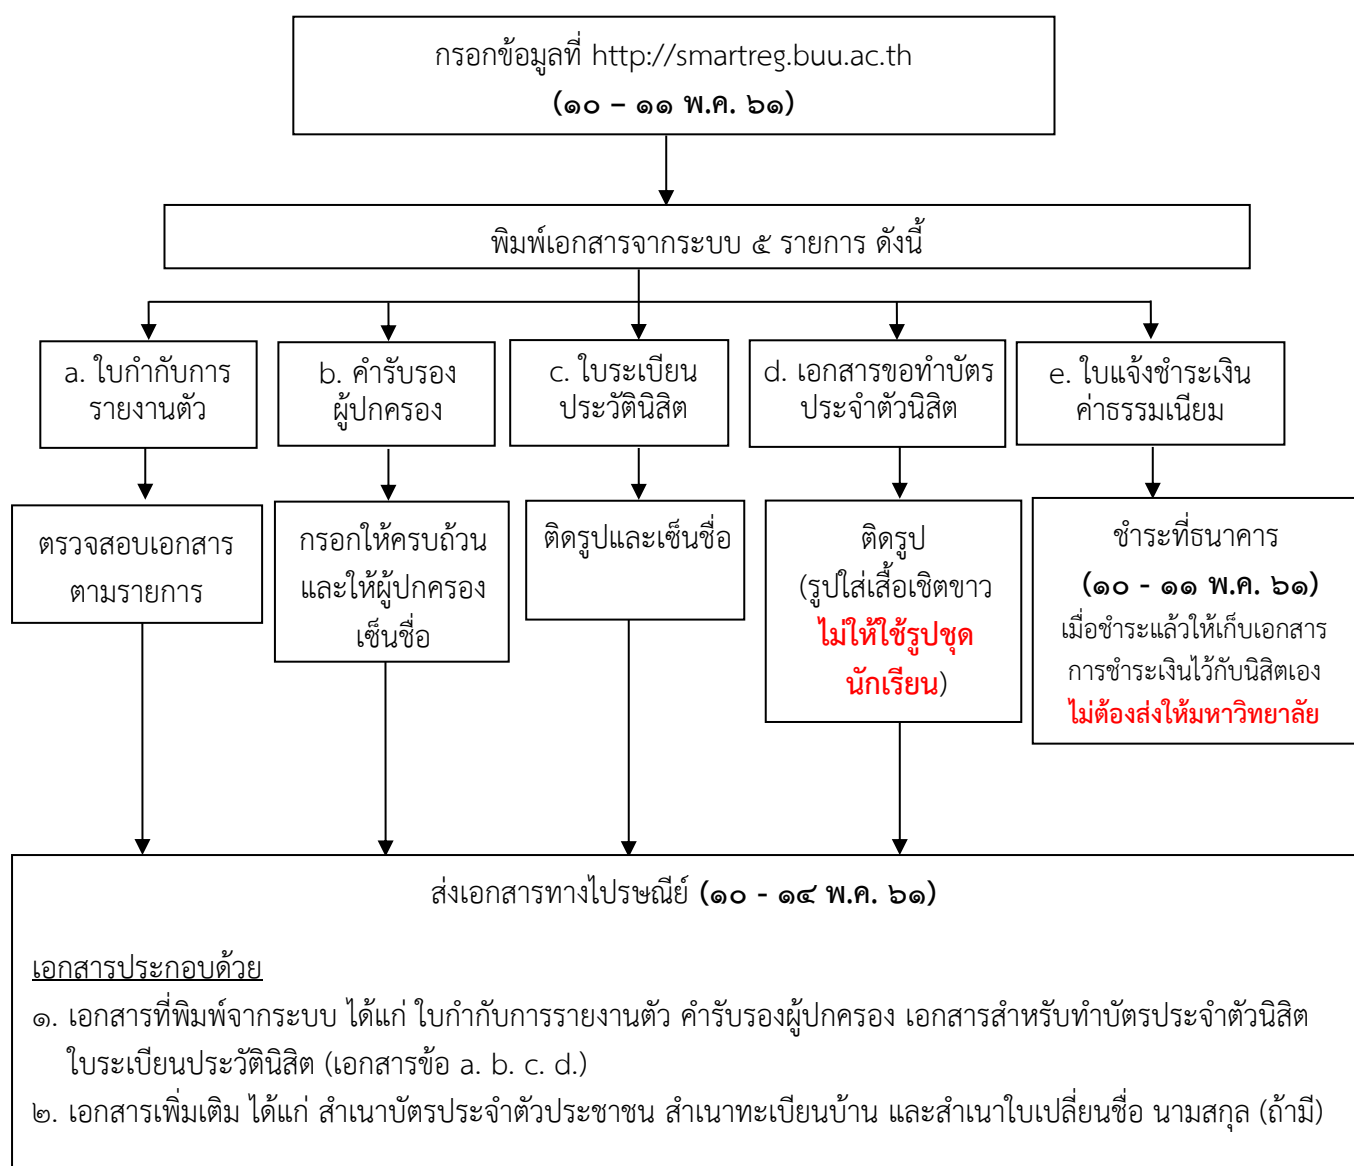 กรอกข้อมูลที่ http://smartreg.buu.ac.th
(๑๐ – ๑๑ พ.ค. ๖๑)
พิมพ์เอกสารจากระบบ ๕ รายการ ดังนี้
a. ใบกำกับการ
รายงานตัว
b. คำรับรอง
ผู้ปกครอง
c. ใบระเบียน
ประวัตินิสิต
d. เอกสารขอทำบัตร
ประจำตัวนิสิต
e. ใบแจ้งชำระเงิน
ค่าธรรมเนียม
ตรวจสอบเอกสาร
ตามรายการ
กรอกให้ครบถ้วน
และให้ผู้ปกครอง
เซ็นชื่อ
ติดรูปและเซ็นชื่อ
ติดรูป
(รูปใส่เสื้อเชิตขาว
ไม่ให้ใช้รูปชุด
นักเรียน)
ชำระที่ธนาคาร
(๑๐ - ๑๑ พ.ค. ๖๑)
เมื่อชำระแล้วให้เก็บเอกสาร
การชำระเงินไว้กับนิสิตเอง
ไม่ต้องส่งให้มหาวิทยาลัย
ส่งเอกสารทางไปรษณีย์ (๑๐ - ๑๔ พ.ค. ๖๑)
เอกสารประกอบด้วย
๑. เอกสารที่พิมพ์จากระบบ ได้แก่ ใบกำกับการรายงานตัว คำรับรองผู้ปกครอง เอกสารสำหรับทำบัตรประจำตัวนิสิต
ใบระเบียนประวัตินิสิต (เอกสารข้อ a. b. c. d.)
๒. เอกสารเพิ่มเติม ได้แก่ สำเนาบัตรประจำตัวประชาชน สำเนาทะเบียนบ้าน และสำเนาใบเปลี่ยนชื่อ นามสกุล (ถ้ามี)